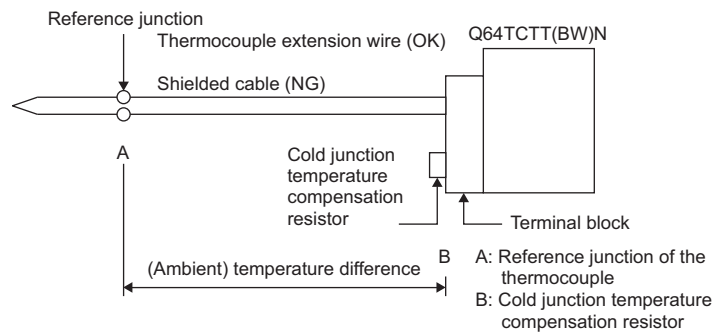 Reference junction
Thermocouple extension wire (OK)
Q64TCTT(BW)N
Shielded cable (NG)
A
Cold junction
temperature
compensation
resistor
Terminal block
(Ambient) temperature difference
B
A: Reference junction of the
thermocouple
B: Cold junction temperature
compensation resistor